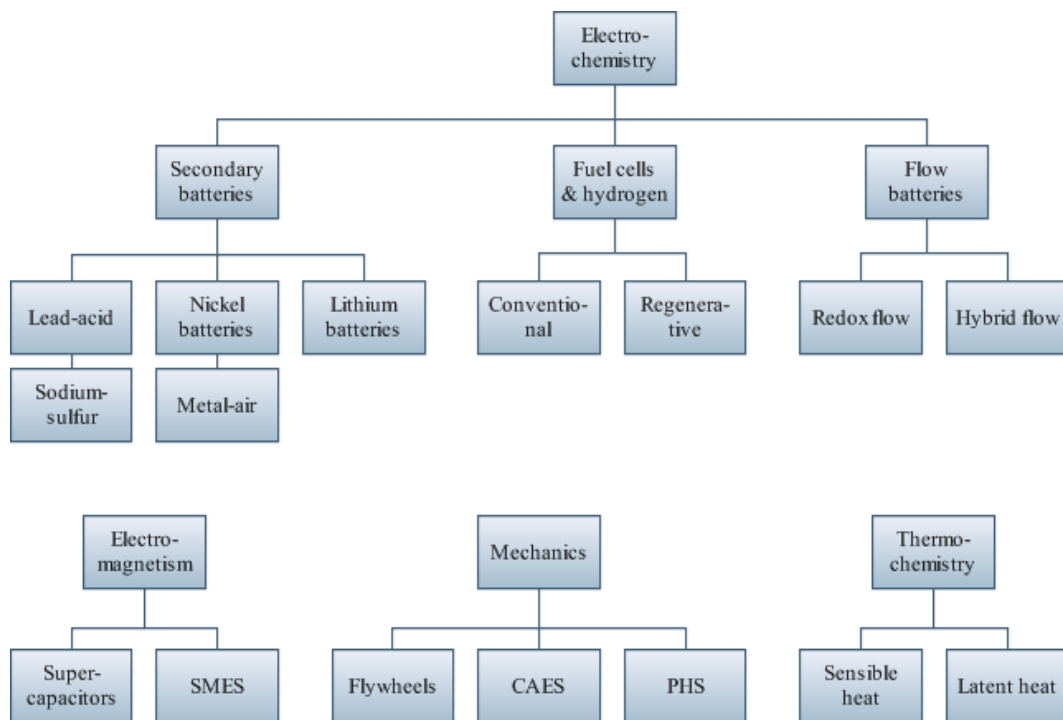 Electro-
chemistry
Secondary
batteries
Fuel cells
& hydrogen
Flow
batteries
Lead-acid
Nickel
batteries
Lithium
batteries
Conventio-
nal
Regenera-
tive
Redox flow
Hybrid flow
Sodium-
sulfur
Metal-air
Electro-
magnetism
Mechanics
Thermo-
chemistry
Super-
capacitors
SMES
Flywheels
CAES
PHS
Sensible
heat
Latent heat